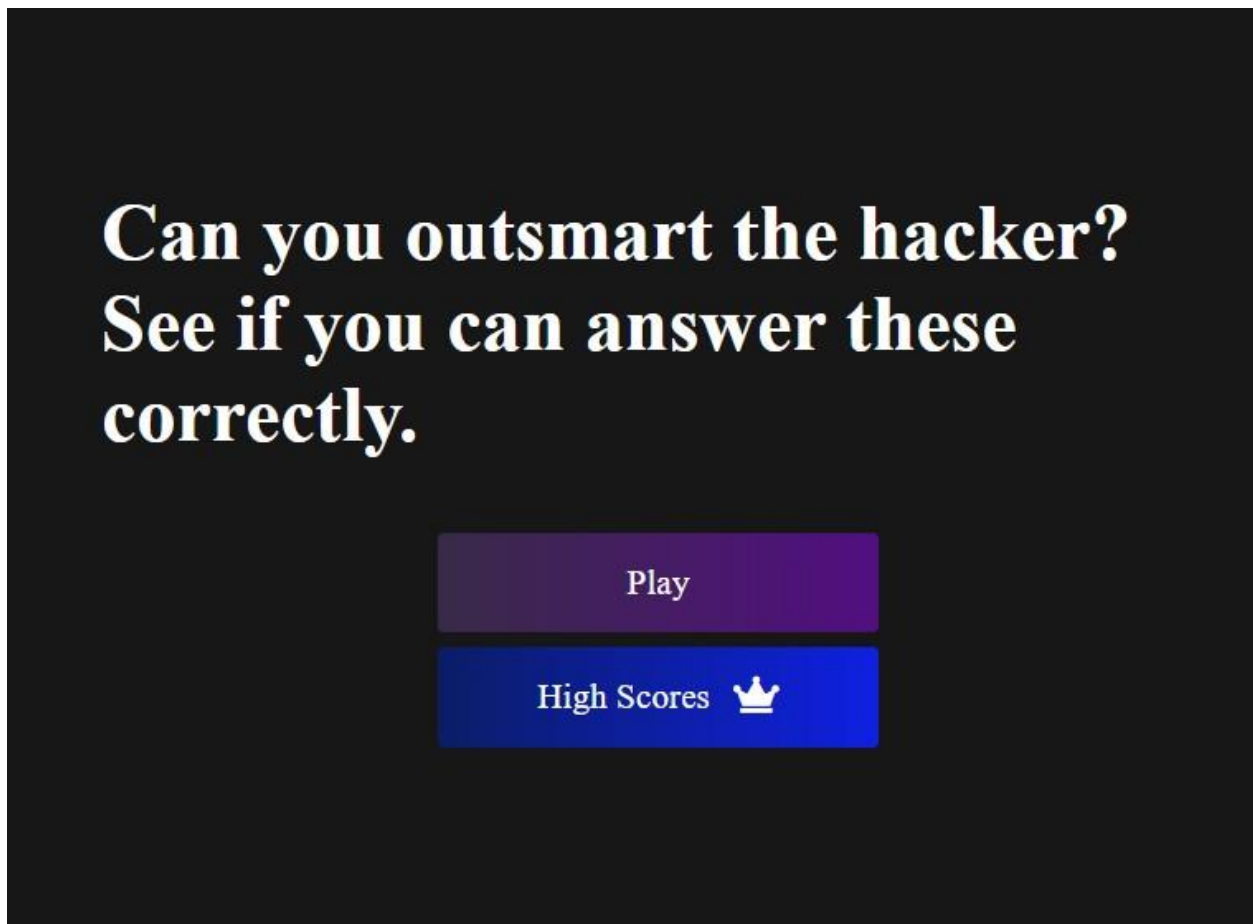 Can you outsmart the hacker?
See if you can answer these
correctly.
Play
High Scores